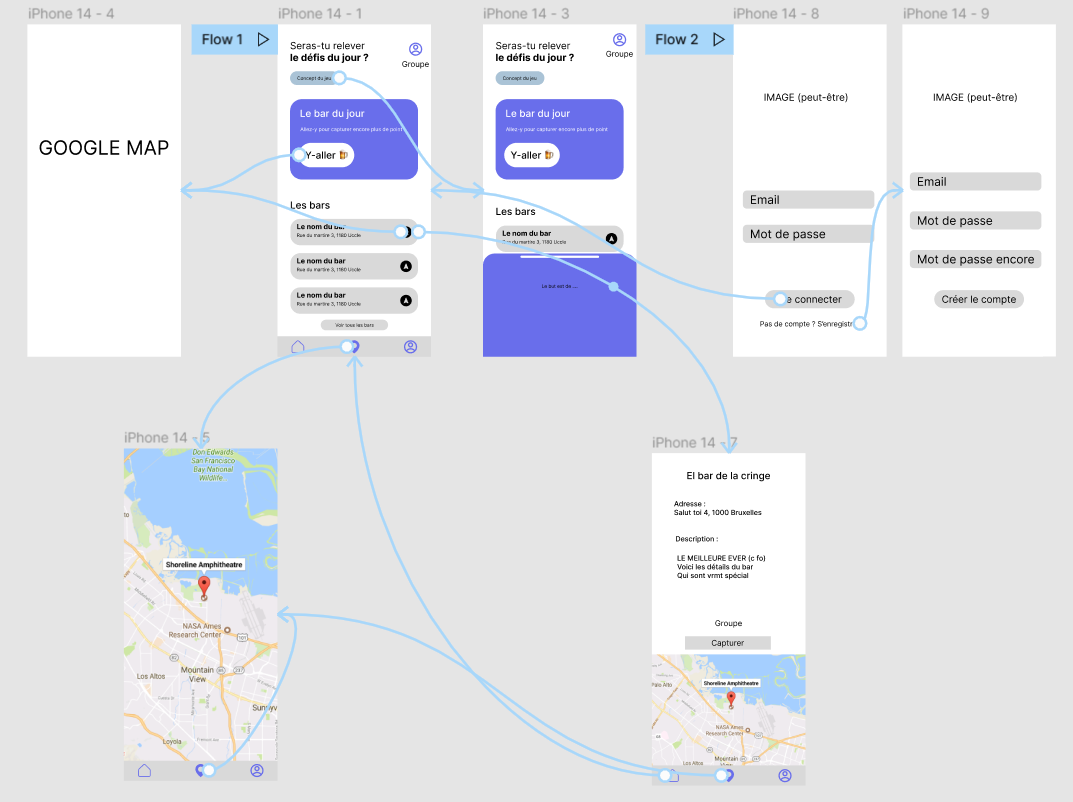 iPhone 14 - 4
GOOGLE MAP
Flow 1
iPhone 14 - 1
Seras-tu relever
le défis du jour ?
Groupe
Concept du jeu
Le bar du jour
Allez-y pour capturer encore plus de point
Y-aller
Les bars
Le nom du bar
Rue du martire 3, 1180 Uccle
Le nom du bar
Rue du martire 3, 1180 Uccle
Le nom du bar
Rue du martire 3, 1180 Uccle
Voir tous les bars
iPhone 14 - 3
Seras-tu relever
le défis du jour ?
Groupe
Concept du jeu
Le bar du jour
Allez-y pour capturer encore plus de point
Y-aller
Les bars
Le nom du bar
Rue du martire 3, 1180 Uccle
Le but est de ...
Flow 2
iPhone 14 - 8
IMAGE (peut-être)
Email
Mot de passe
e connecter
Pas de compte ? S'enregistr
iPhone 14 - 9
IMAGE (peut-être)
Email
Mot de passe
Mot de passe encore
Créer le compte
iPhone 14 - 5
Don Edwards
San Francisco
Bay National
Wildlife...
to
Shoreline Amphitheatre
NASA Ames
Research Center
101
82
85
237
Mountain
View
Los Altos
Sunnyv
Loyola
iPhone 14 - 7
El bar de la cringe
Adresse :
Salut toi 4, 1000 Bruxelles
Description :
LE MEILLEURE EVER (c fo)
Voici les détails du bar
Qui sont vrmt spécial
Groupe
Capturer
Palo Alto
Shoreline Amphitheatre
NASA Ames
Research Center
101
Mountain
View
Los Altos